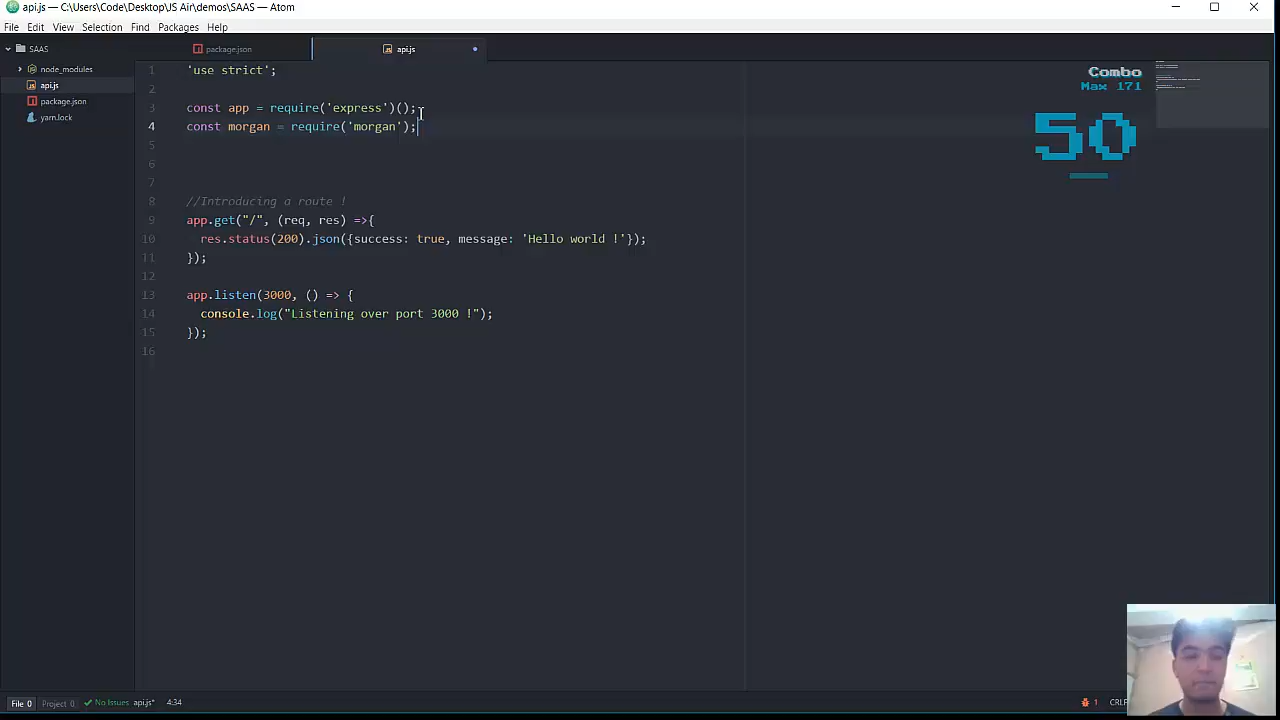 api.js — C:\Users\Code\Desktop\JS Air\demos\SAAS — Atom
File Edit View Selection Find Packages Help
SAAS
node_modules
api.js
package.json
yarn.lock
package.json
api.js
1 'use strict';
2
3 const app = require('express')();
4 const morgan = require('morgan');
5
6
7
8 //Introducing a route !
9 app.get("/", (req, res) =>{
10 res.status(200).json({success: true, message: 'Hello world !'});
11 });
12
13 app.listen(3000, () => {
14 console.log("Listening over port 3000 !");
15 });
16
Combo
Max 171
50
File 0 Project 0 No Issues api.js* 4:34
1 CRLF